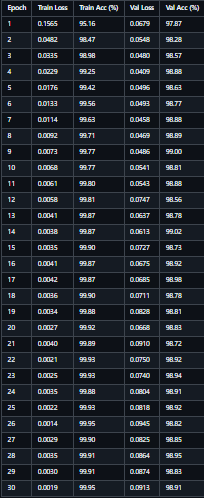 Epoch Train Loss Train Acc (%) Val Loss Val Acc (%)
1 0.1565 95.16 0.0679 97.87
2 0.0482 98.47 0.0548 98.28
3 0.0335 98.98 0.0480 98.57
4 0.0229 99.25 0.0409 98.88
5 0.0176 99.42 0.0496 98.63
6 0.0133 99.56 0.0493 98.77
7 0.0114 99.63 0.0458 98.88
8 0.0092 99.71 0.0469 98.89
9 0.0073 99.77 0.0486 99.00
10 0.0068 99.77 0.0541 98.81
11 0.0061 99.80 0.0543 98.88
12 0.0058 99.81 0.0747 98.56
13 0.0041 99.87 0.0637 98.78
14 0.0038 99.87 0.0613 99.02
15 0.0035 99.90 0.0727 98.73
16 0.0041 99.87 0.0675 98.92
17 0.0042 99.87 0.0685 98.98
18 0.0036 99.90 0.0711 98.78
19 0.0034 99.88 0.0828 98.81
20 0.0027 99.92 0.0668 98.83
21 0.0040 99.89 0.0910 98.72
22 0.0021 99.93 0.0750 98.92
23 0.0025 99.93 0.0740 98.94
24 0.0035 99.88 0.0804 98.91
25 0.0022 99.93 0.0818 98.92
26 0.0014 99.95 0.0945 98.82
27 0.0029 99.90 0.0825 98.85
28 0.0035 99.91 0.0864 98.95
29 0.0030 99.91 0.0874 98.83
30 0.0019 99.95 0.0913 98.91